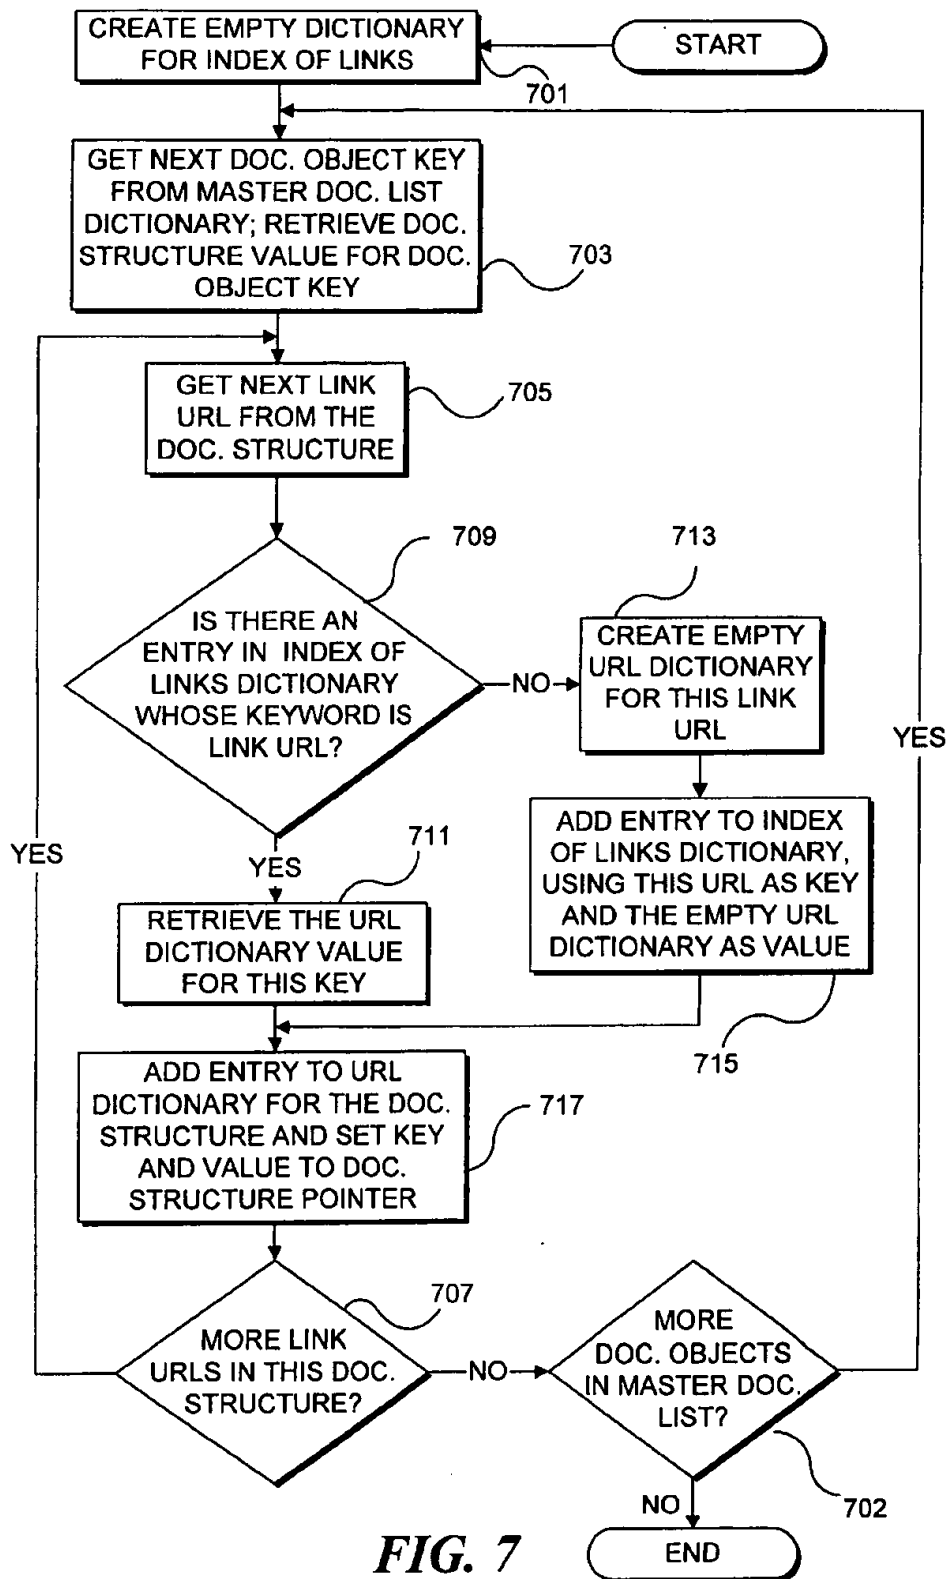 CREATE EMPTY DICTIONARY
FOR INDEX OF LINKS
START
701
GET NEXT DOC. OBJECT KEY
FROM MASTER DOC. LIST
DICTIONARY; RETRIEVE DOC.
STRUCTURE VALUE FOR DOC.
OBJECT KEY
703
GET NEXT LINK
URL FROM THE
DOC. STRUCTURE
705
709
IS THERE AN
ENTRY IN INDEX OF
LINKS DICTIONARY
WHOSE KEYWORD IS
LINK URL?
NO
713
CREATE EMPTY
URL DICTIONARY
FOR THIS LINK
URL
YES
ADD ENTRY TO INDEX
OF LINKS DICTIONARY,
USING THIS URL AS KEY
AND THE EMPTY URL
DICTIONARY AS VALUE
715
YES
YES
711
RETRIEVE THE URL
DICTIONARY VALUE
FOR THIS KEY
ADD ENTRY TO URL
DICTIONARY FOR THE DOC.
STRUCTURE AND SET KEY
AND VALUE TO DOC.
STRUCTURE POINTER
717
707
MORE LINK
URLS IN THIS DOC.
STRUCTURE?
NO
MORE
DOC. OBJECTS
IN MASTER DOC.
LIST?
702
NO
END
FIG. 7